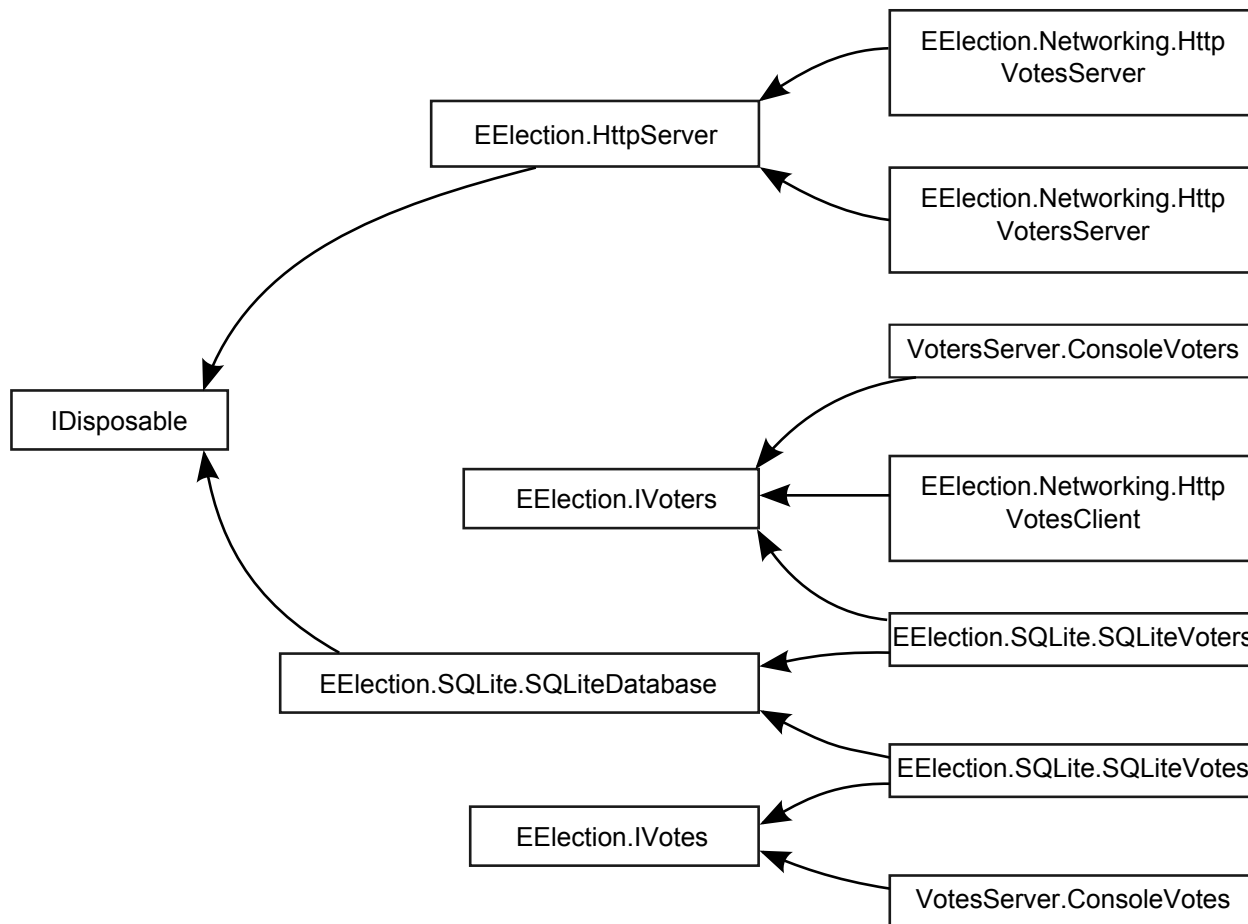 EElection.Networking.Http
VotesServer
EElection.HttpServer
EElection.Networking.Http
VotersServer
VotersServer.ConsoleVoters
IDisposable
EElection.IVoters
EElection.Networking.Http
VotesClient
EElection.SQLite.SQLiteVoters
EElection.SQLite.SQLiteDatabase
EElection.SQLite.SQLiteVotes
EElection.IVotes
VotesServer.ConsoleVotes